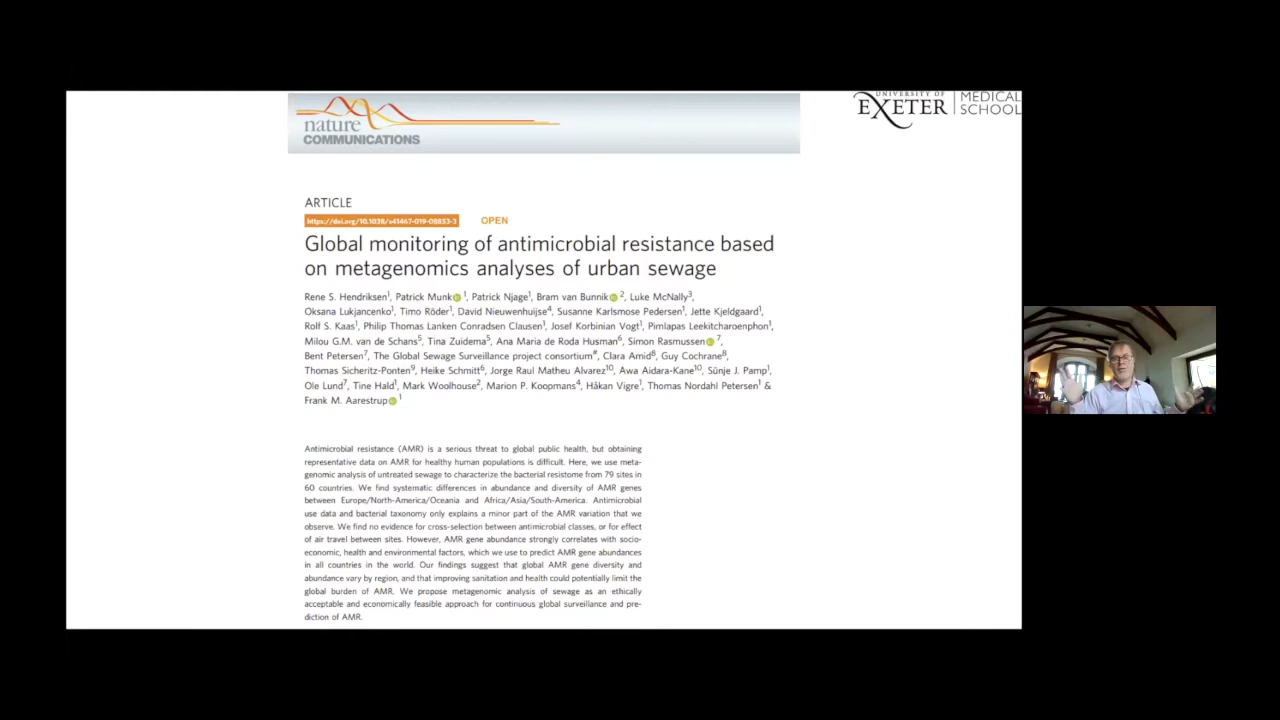 nature
COMMUNICATIONS
UNIVERSITY OF
EXETER
MEDICAL
SCHOOL
ARTICLE
https://doi.org/10.1038/s41467-019-08853-3
OPEN
Global monitoring of antimicrobial resistance based
on metagenomics analyses of urban sewage
Rene S. Hendriksen1, Patrick Munk 1, Patrick Njage1, Bram van Bunnik 2, Luke McNally3,
Oksana Lukjancenko1, Timo Röder1, David Nieuwenhuijse4, Susanne Karlsmose Pedersen1, Jette Kjeldgaard1,
Rolf S. Kaas1, Philip Thomas Lanken Conradsen Clausen1, Josef Korbinian Vogt1, Pimlapas Leekitcharoenphon1,
Milou G.M. van de Schans5, Tina Zuidema5, Ana Maria de Roda Husman6, Simon Rasmussen 7,
Bent Petersen7, The Global Sewage Surveillance project consortium#, Clara Amid8, Guy Cochrane8,
Thomas Sicheritz-Ponten9, Heike Schmitt6, Jorge Raul Matheu Alvarez10, Awa Aidara-Kane10, Sünje J. Pamp1,
Ole Lund7, Tine Hald1, Mark Woolhouse2, Marion P. Koopmans4, Håkan Vigre1, Thomas Nordahl Petersen1 &
Frank M. Aarestrup 1
Antimicrobial resistance (AMR) is a serious threat to global public health, but obtaining
representative data on AMR for healthy human populations is difficult. Here, we use meta-
genomic analysis of untreated sewage to characterize the bacterial resistome from 79 sites in
60 countries. We find systematic differences in abundance and diversity of AMR genes
between Europe/North-America/Oceania and Africa/Asia/South-America. Antimicrobial
use data and bacterial taxonomy only explains a minor part of the AMR variation that we
observe. We find no evidence for cross-selection between antimicrobial classes, or for effect
of air travel between sites. However, AMR gene abundance strongly correlates with socio-
economic, health and environmental factors, which we use to predict AMR gene abundances
in all countries in the world. Our findings suggest that global AMR gene diversity and
abundance vary by region, and that improving sanitation and health could potentially limit the
global burden of AMR. We propose metagenomic analysis of sewage as an ethically
acceptable and economically feasible approach for continuous global surveillance and pre-
diction of AMR.